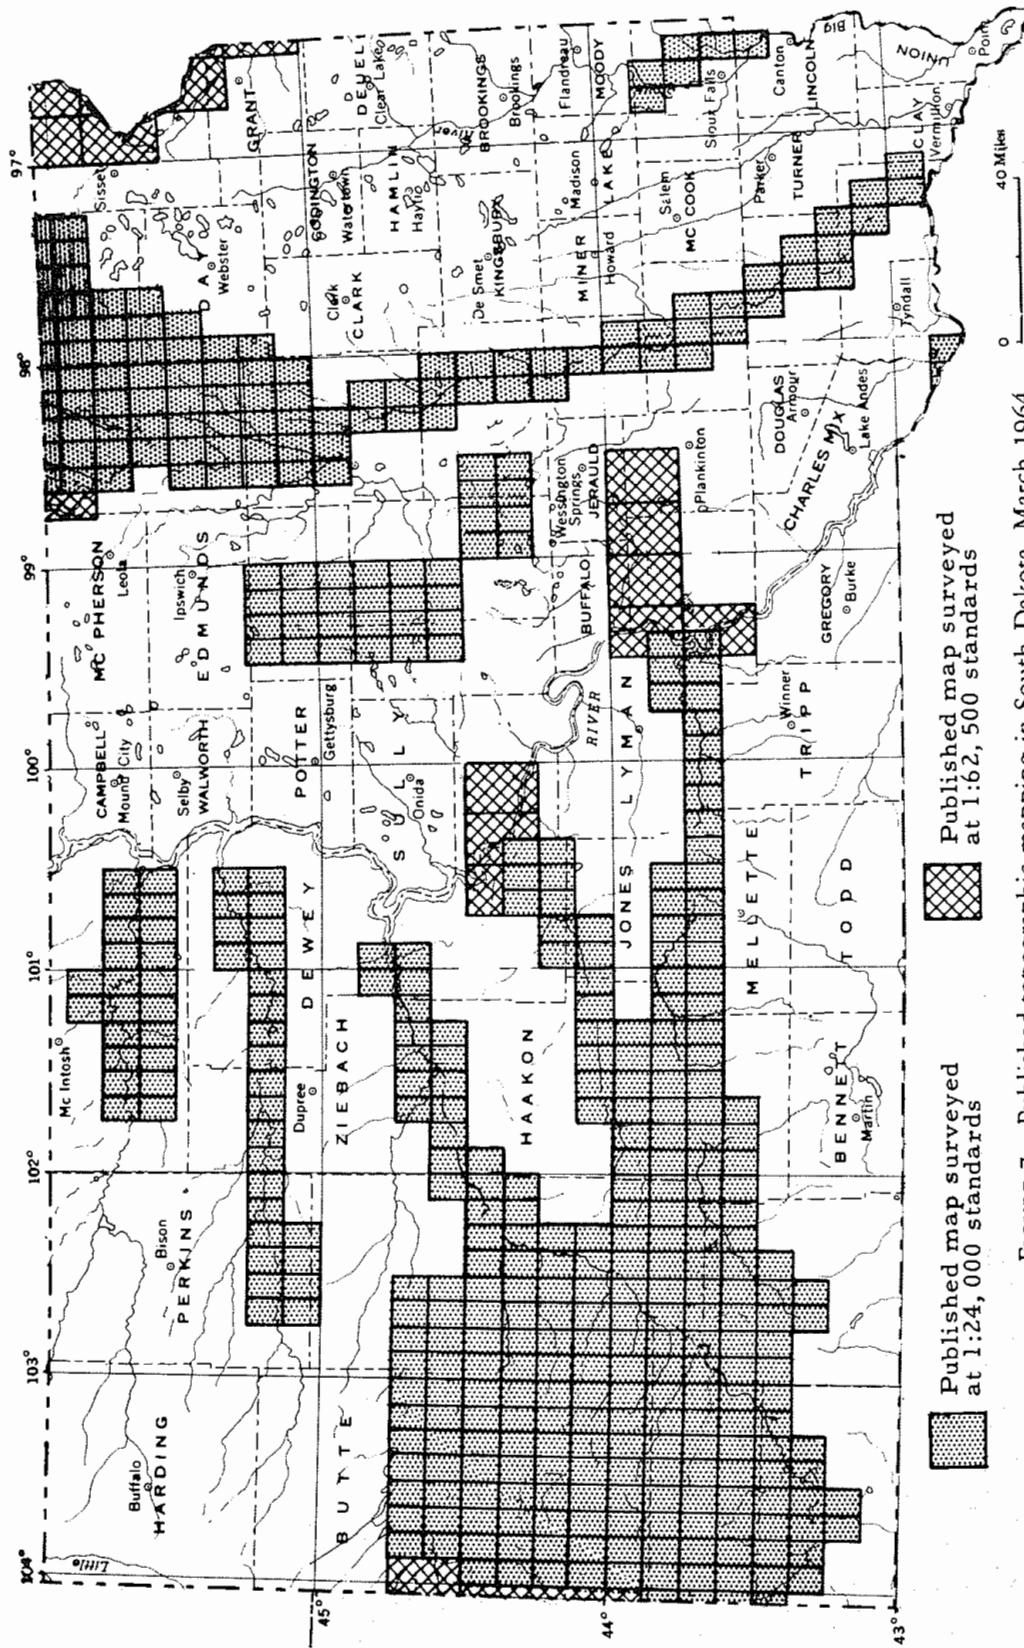 104°
103°
102°
101°
100°
99°
98°
97°
45°
44°
43°
Little
Buffalo
HARDING
Bison
PERKINS
Mc Intosh
CAMPBELL
Mound City
MC PHERSON
Leola
Selby
WALWORTH
Ipswich
EDMUNDS
DAY
Webster
GRANT
BUTTE
Dupree
ZIEBACH
DEWEY
POTTER
Gettysburg
SULLY
Onida
Clark
CLARK
CODINGTON
Watertown
HAMLIN
Hayti
DEUEL
Clear Lake
HAAKON
De Smet
KINGSBURY
BROOKINGS
Brookings
River
BUFFALO
Wessington
Springs
JERAULD
RIVER
JONES
LYMAN
MINER
Howard
Madison
LAKE
Flandreau
MOODY
Salem
MC COOK
Sioux Falls
Plankinton
Parker
TURNER
Canton
LINCOLN
MELLETTE
TRIPP
Winner
GREGORY
Burke
DOUGLAS
Armour
CHARLES MIX
Lake Andes
Tyndall
BENNETT
Martin
TODD
CLAY
Vermillion
UNION
Big
0
40 Miles
Published map surveyed
at 1:24,000 standards
Published map surveyed
at 1:62,500 standards
Published topographic mapping in South Dakota, March 1964